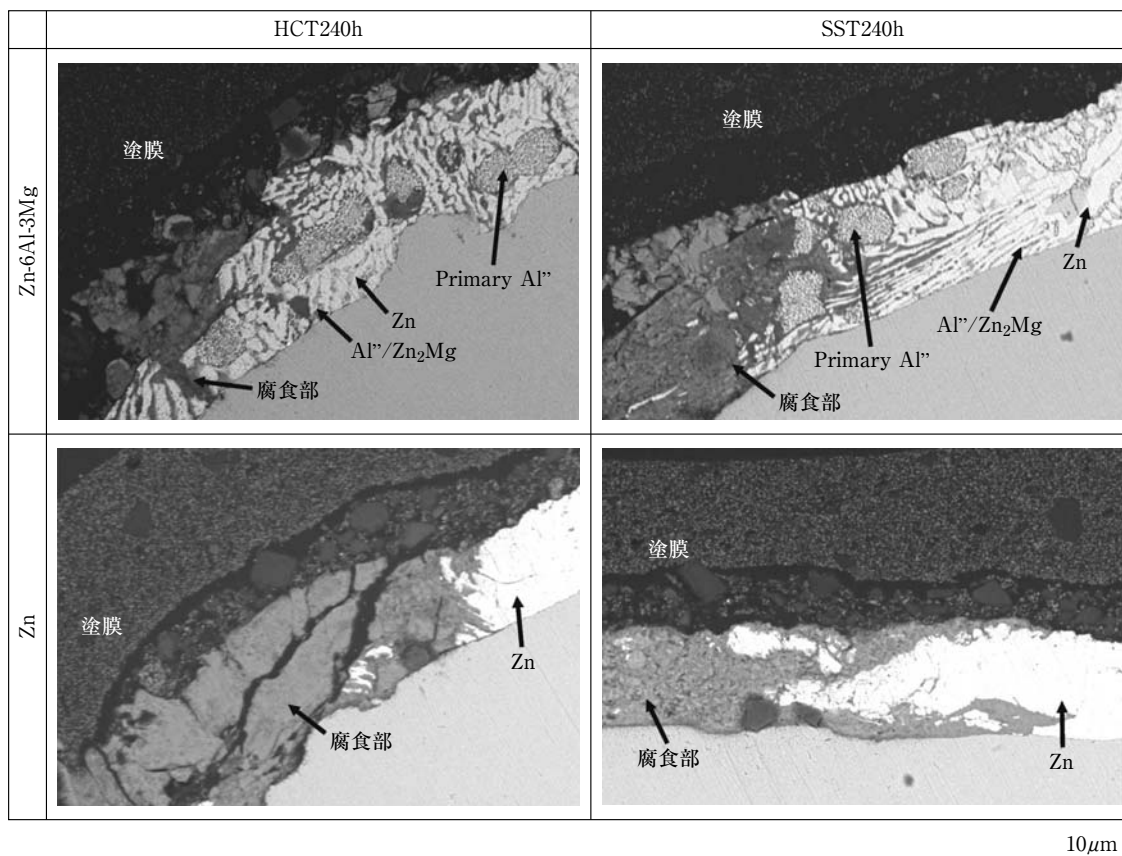 HCT240h
SST240h
Zn-6Al-3Mg
塗膜
Primary Al”
Zn
Al”/Zn₂Mg
腐食部
塗膜
Zn
Al”/Zn₂Mg
Primary Al”
腐食部
Zn
塗膜
Zn
腐食部
塗膜
腐食部
Zn
10μm